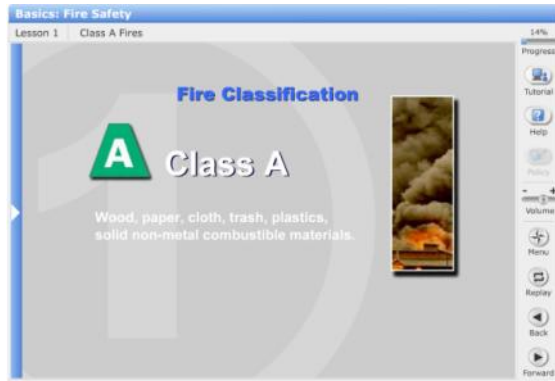 Basics: Fire Safety
Lesson 1 Class A Fires
14%
Progress
Fire Classification
Tutorial
A Class A
Help
Policy
Wood, paper, cloth, trash, plastics,
solid non-metal combustible materials.
- +
Volume
Menu
Replay
Back
Forward